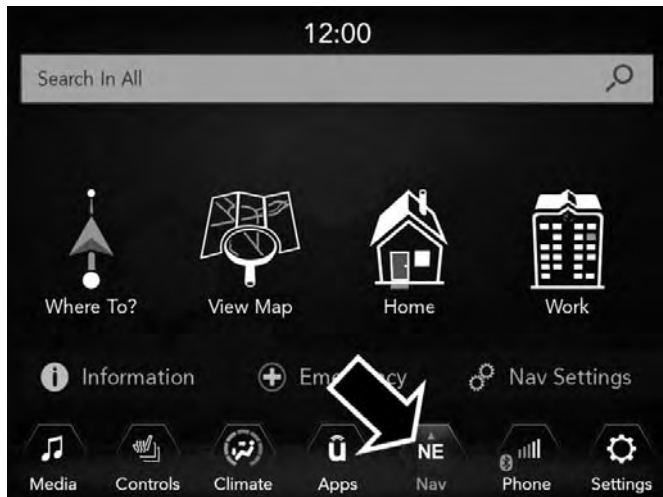 12:00
Search In All
Where To? View Map Home Work
i Information Nav Settings
û NE
Media Controls Climate Apps Nav Phone Settings